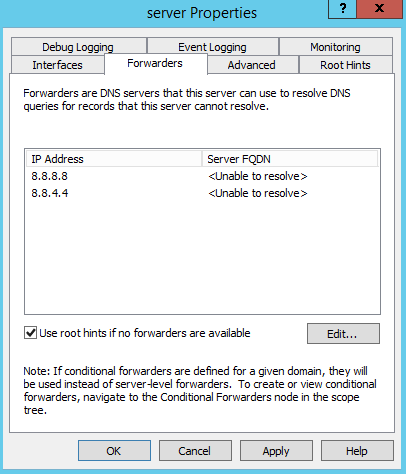 server Properties
?
x
Debug Logging
Event Logging
Monitoring
Interfaces
Forwarders
Advanced
Root Hints
Forwarders are DNS servers that this server can use to resolve DNS
queries for records that this server cannot resolve.
IP Address
Server FQDN
8.8.8.8
<Unable to resolve>
8.8.4.4
<Unable to resolve>
Use root hints if no forwarders are available
Edit...
Note: If conditional forwarders are defined for a given domain, they will
be used instead of server-level forwarders. To create or view conditional
forwarders, navigate to the Conditional Forwarders node in the scope
tree.
OK
Cancel
Apply
Help